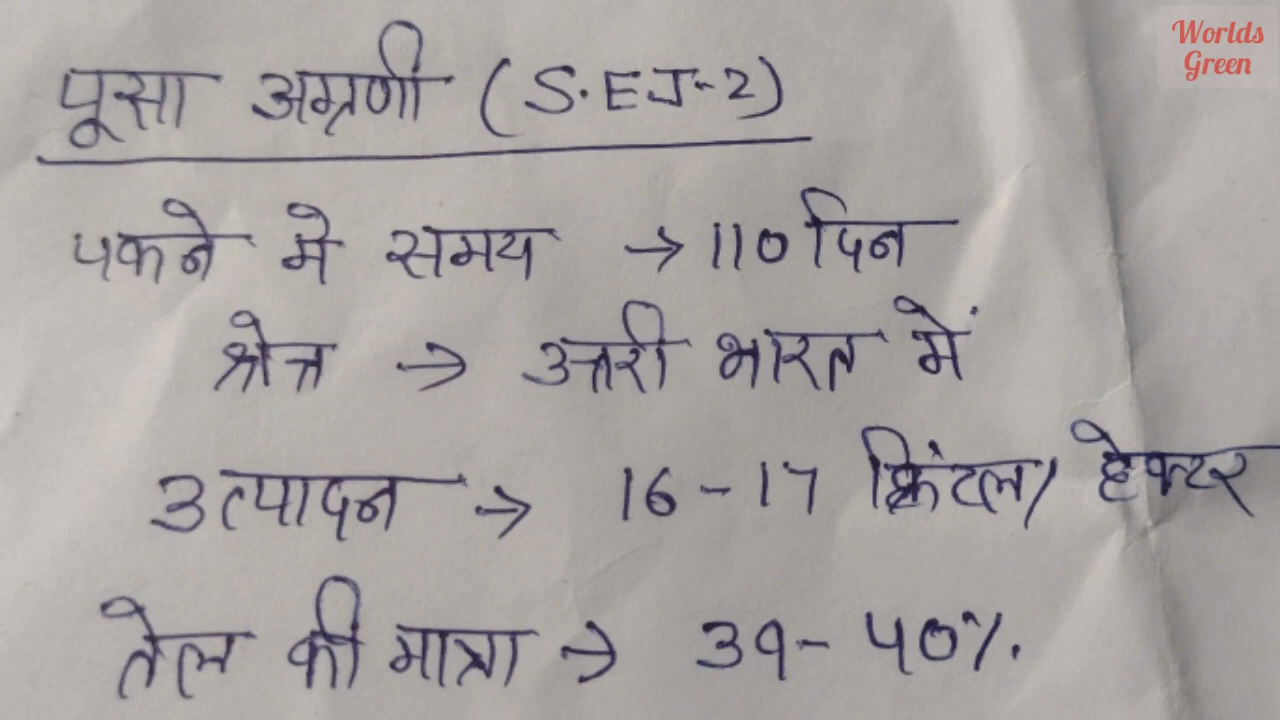 Worlds
Green
पूसा अग्रणी (S.EJ-2)
पकने मे समय → 110 दिन
श्रेत्र → उत्तरी भारत में
उत्पादन → 16-17 क्विंटल/ हेक्टर
तेल की मात्रा → 39-40%.